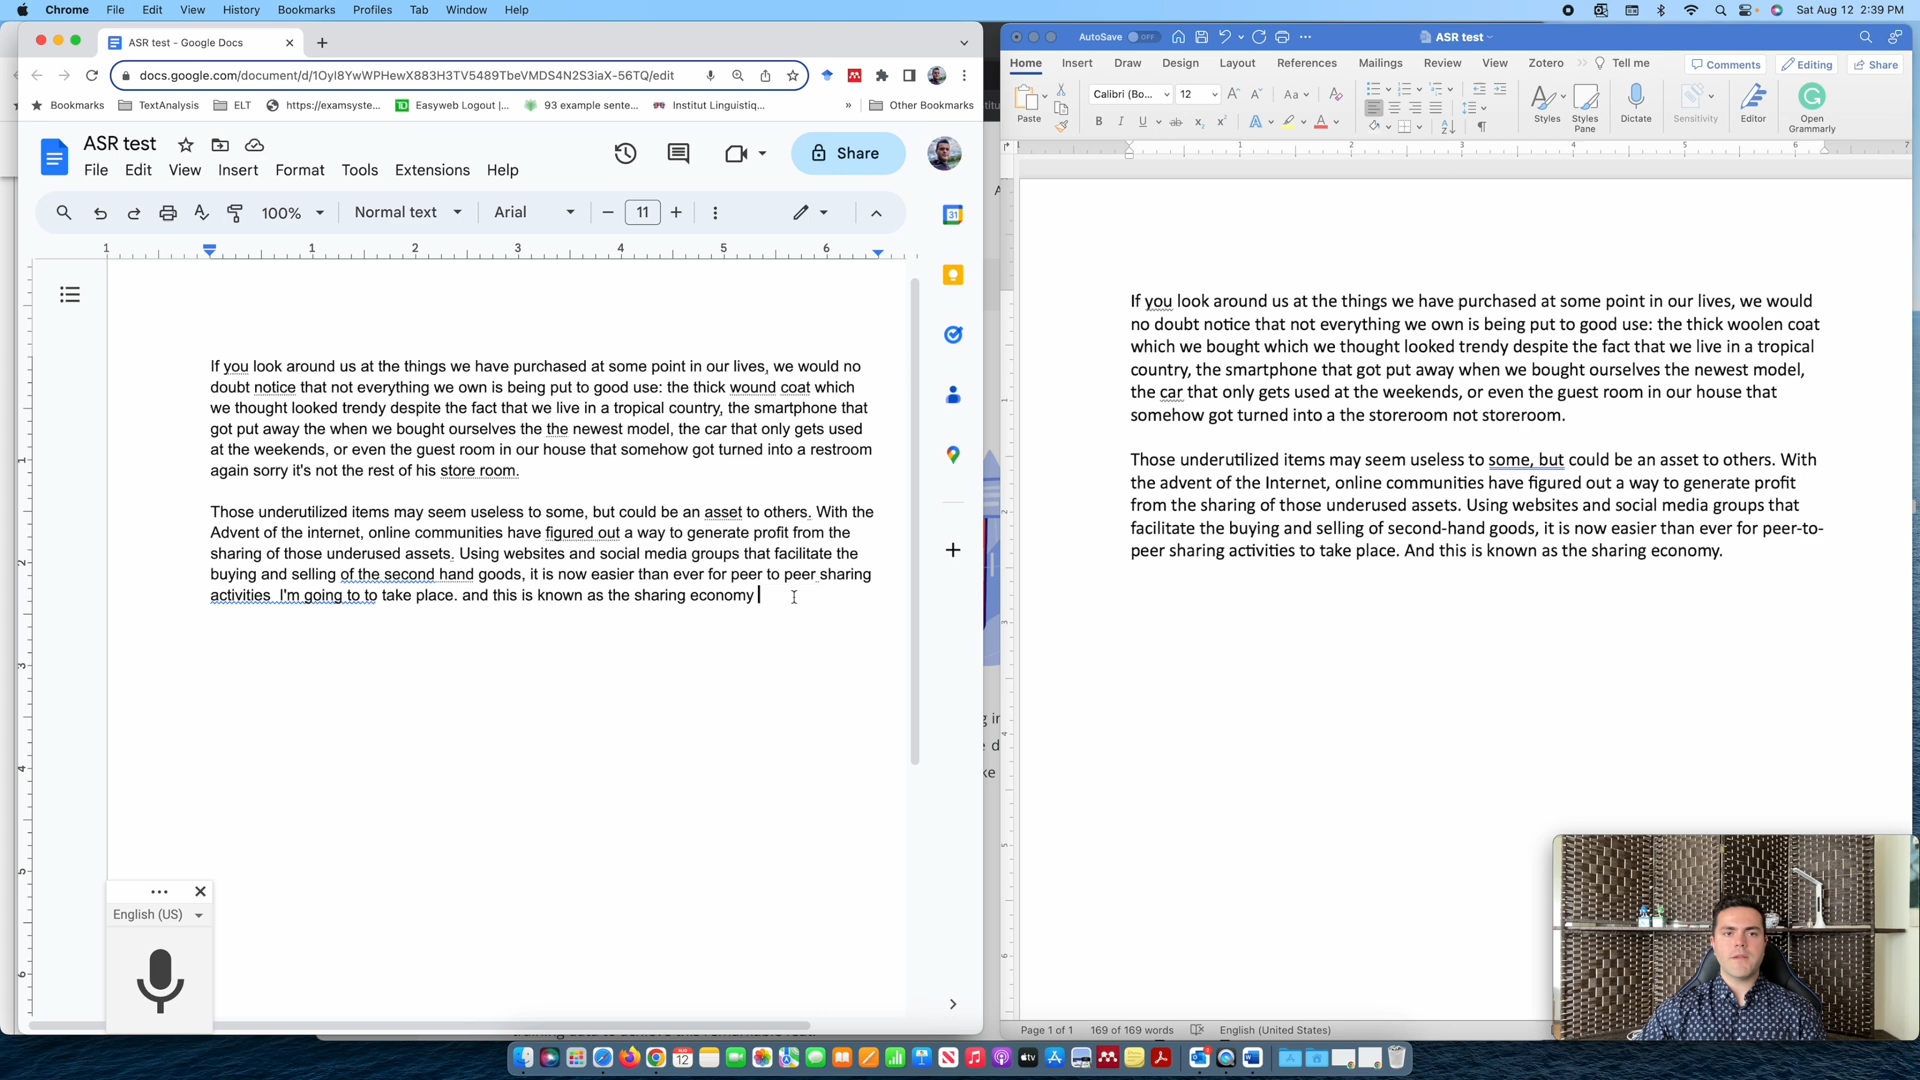 Chrome File Edit View History Bookmarks Profiles Tab Window Help
Sat Aug 12 2:39 PM
ASR test - Google Docs
docs.google.com/document/d/1OyI8YwWPHewX883H3TV5489TbeVMDS4N2S3iaX-56TQ/edit
Bookmarks TextAnalysis ELT https://examsyste... Easyweb Logout |... 93 example sente... Institut Linguistiq... » Other Bookmarks
ASR test
Share
File Edit View Insert Format Tools Extensions Help
100% Normal text Arial 11
1 1 2 3 4 5 6
31
If you look around us at the things we have purchased at some point in our lives, we would no
doubt notice that not everything we own is being put to good use: the thick wound coat which
we thought looked trendy despite the fact that we live in a tropical country, the smartphone that
got put away the when we bought ourselves the the newest model, the car that only gets used
at the weekends, or even the guest room in our house that somehow got turned into a restroom
again sorry it's not the rest of his store room.
Those underutilized items may seem useless to some, but could be an asset to others. With the
Advent of the internet, online communities have figured out a way to generate profit from the
sharing of those underused assets. Using websites and social media groups that facilitate the
buying and selling of the second hand goods, it is now easier than ever for peer to peer sharing
activities I'm going to to take place. and this is known as the sharing economy
1
2
3
4
5
6
English (US)
AutoSave OFF
ASR test
Home Insert Draw Design Layout References Mailings Review View Zotero » Tell me
Comments Editing Share
Paste
Calibri (Bo... 12
Styles
Styles
Pane
Dictate
Sensitivity
Editor
Open
Grammarly
1 1 2 3 4 5 6 7
If you look around us at the things we have purchased at some point in our lives, we would
no doubt notice that not everything we own is being put to good use: the thick woolen coat
which we bought which we thought looked trendy despite the fact that we live in a tropical
country, the smartphone that got put away when we bought ourselves the newest model,
the car that only gets used at the weekends, or even the guest room in our house that
somehow got turned into a the storeroom not storeroom.
Those underutilized items may seem useless to some, but could be an asset to others. With
the advent of the Internet, online communities have figured out a way to generate profit
from the sharing of those underused assets. Using websites and social media groups that
facilitate the buying and selling of second-hand goods, it is now easier than ever for peer-to-
peer sharing activities to take place. And this is known as the sharing economy.
Page 1 of 1 169 of 169 words English (United States)